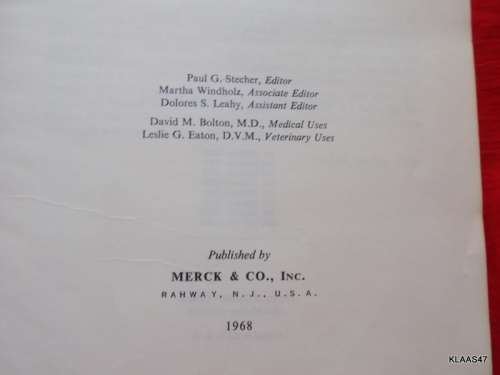 Paul G. Stecher, Editor
Martha Windholz, Associate Editor
Dolores S. Leahy, Assistant Editor
David M. Bolton, M.D., Medical Uses
Leslie G. Eaton, D.V.M., Veterinary Uses
Published by
MERCK & CO., INC.
RAHWAY, N.J., U.S.A.
1968
KLAAS47